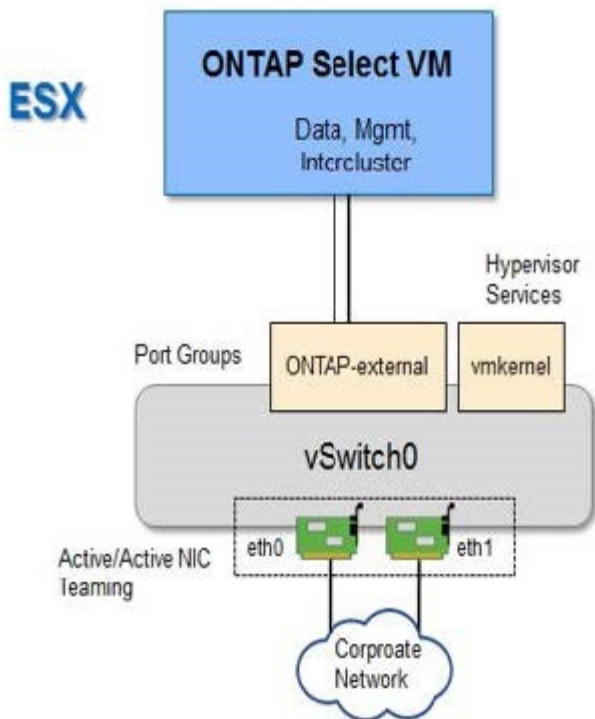 ESX
ONTAP Select VM
Data, Mgmt,
Intercluster
Hypervisor
Services
Port Groups
ONTAP-external
vmkernel
vSwitch0
eth0
eth1
Active/Active NIC
Teaming
Corproate
Network